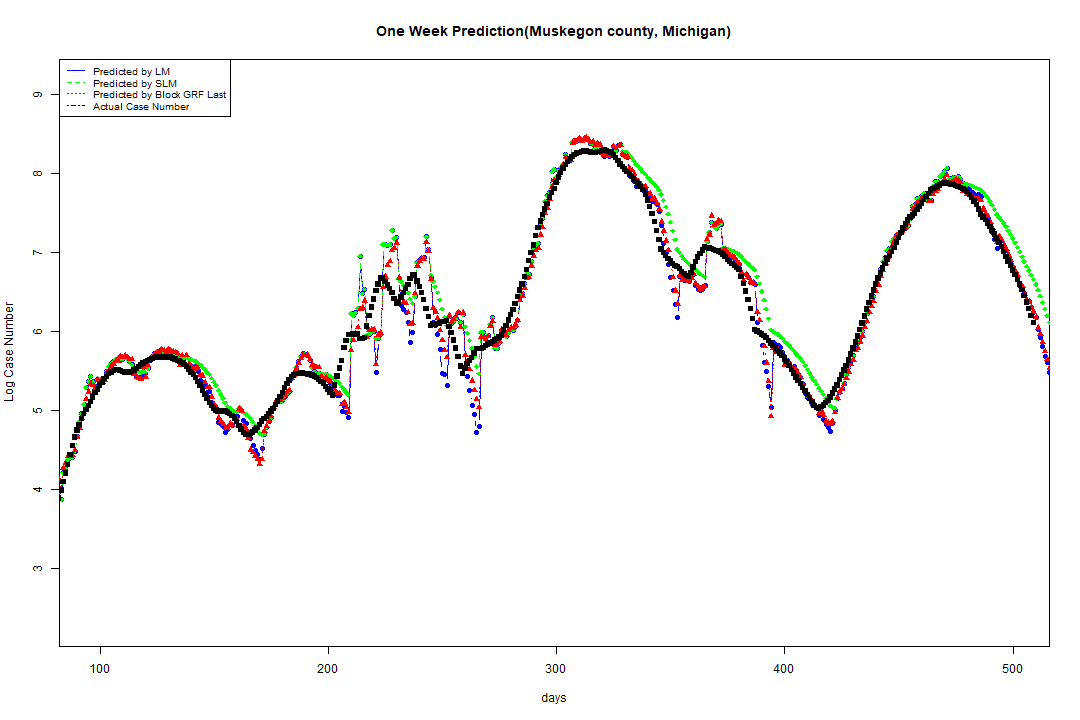 One Week Prediction(Muskegon county, Michigan)
Predicted by LM
Predicted by SLM
Predicted by Block GRF Last
Actual Case Number
9
8
7
6
5
4
3
Log Case Number
100 200 300 400 500
days